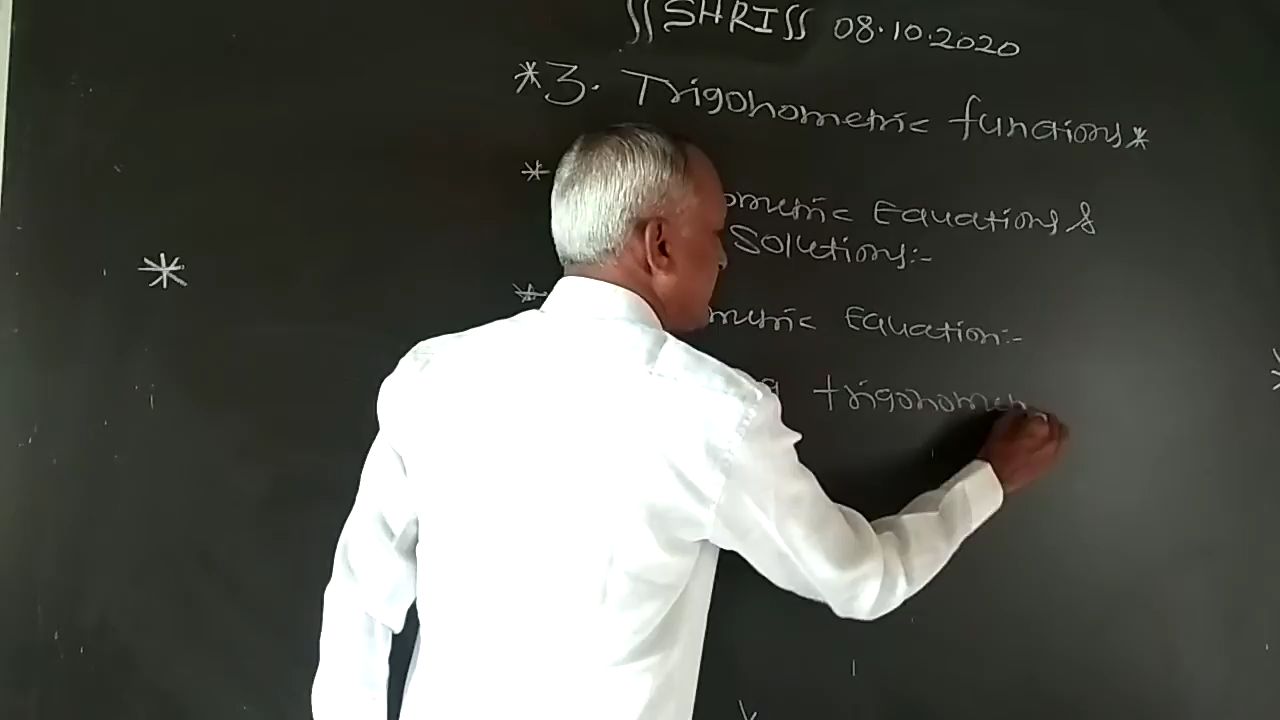 SHRI 08.10.2020
*3. Trigonometric functions*
* ometric Equations &
Solutions:-
* metric Equation:-
trigonomet